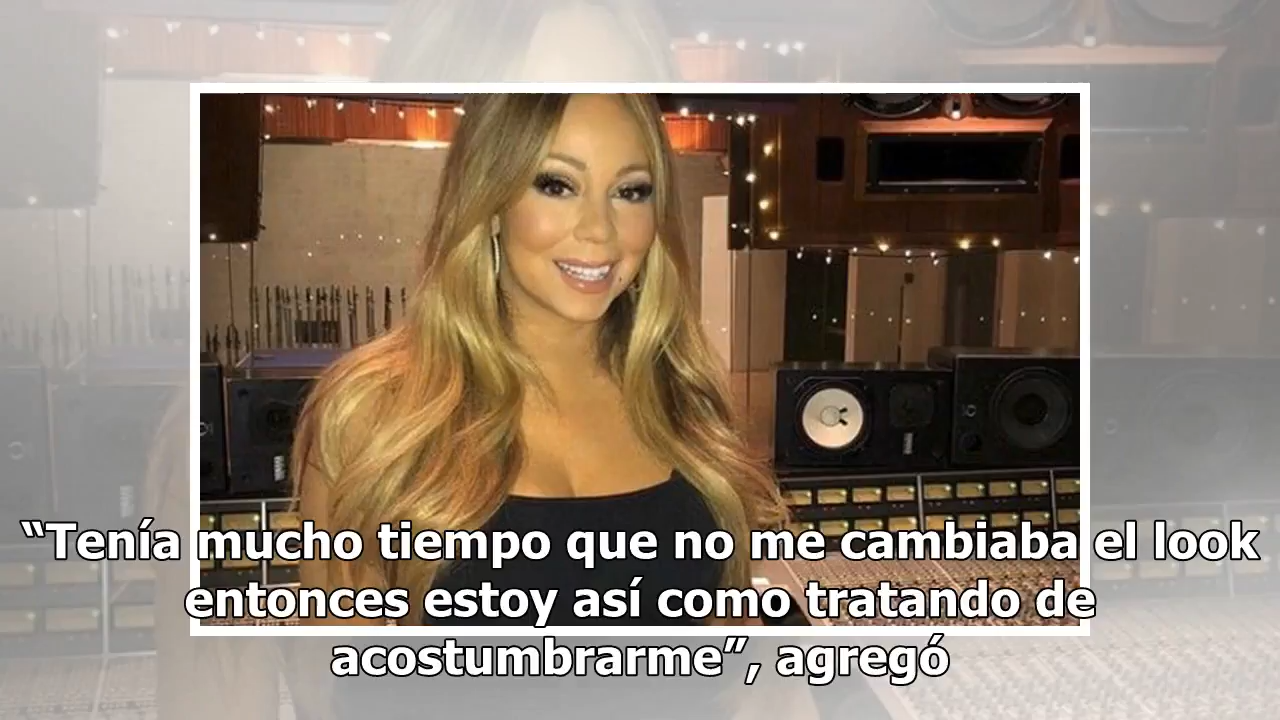 “Tenía mucho tiempo que no me cambiaba el look
entonces estoy así como tratando de
acostumbrarme”, agregó